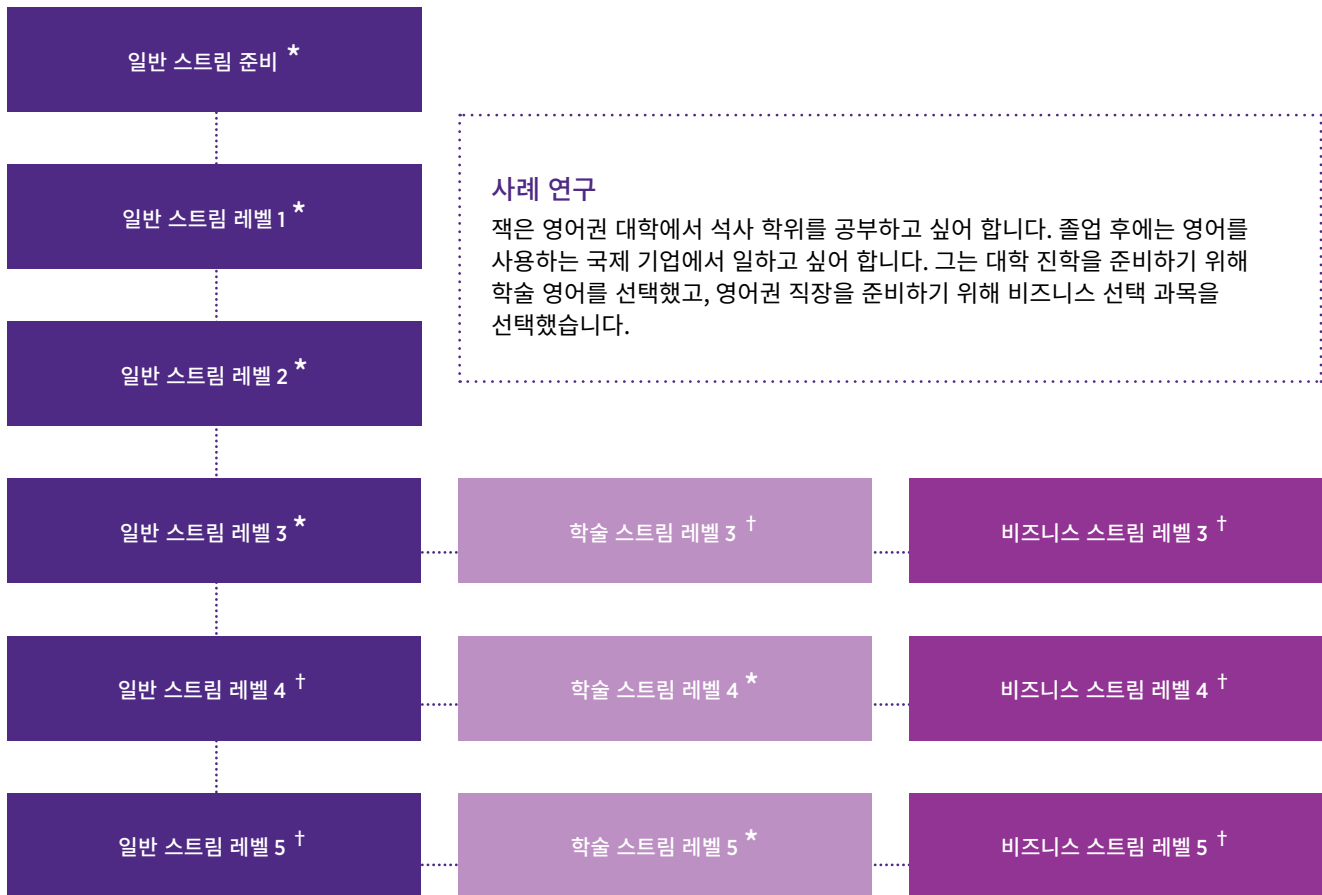 일반 스트림 준비 *
일반 스트림 레벨 1 *
사례 연구
잭은 영어권 대학에서 석사 학위를 공부하고 싶어 합니다. 졸업 후에는 영어를
사용하는 국제 기업에서 일하고 싶어 합니다. 그는 대학 진학을 준비하기 위해
학술 영어를 선택했고, 영어권 직장을 준비하기 위해 비즈니스 선택 과목을
선택했습니다.
일반 스트림 레벨 2 *
일반 스트림 레벨 3 *
학술 스트림 레벨 3 †
비즈니스 스트림 레벨 3 †
일반 스트림 레벨 4 †
학술 스트림 레벨 4 *
비즈니스 스트림 레벨 4 †
일반 스트림 레벨 5 †
학술 스트림 레벨 5 *
비즈니스 스트림 레벨 5 †